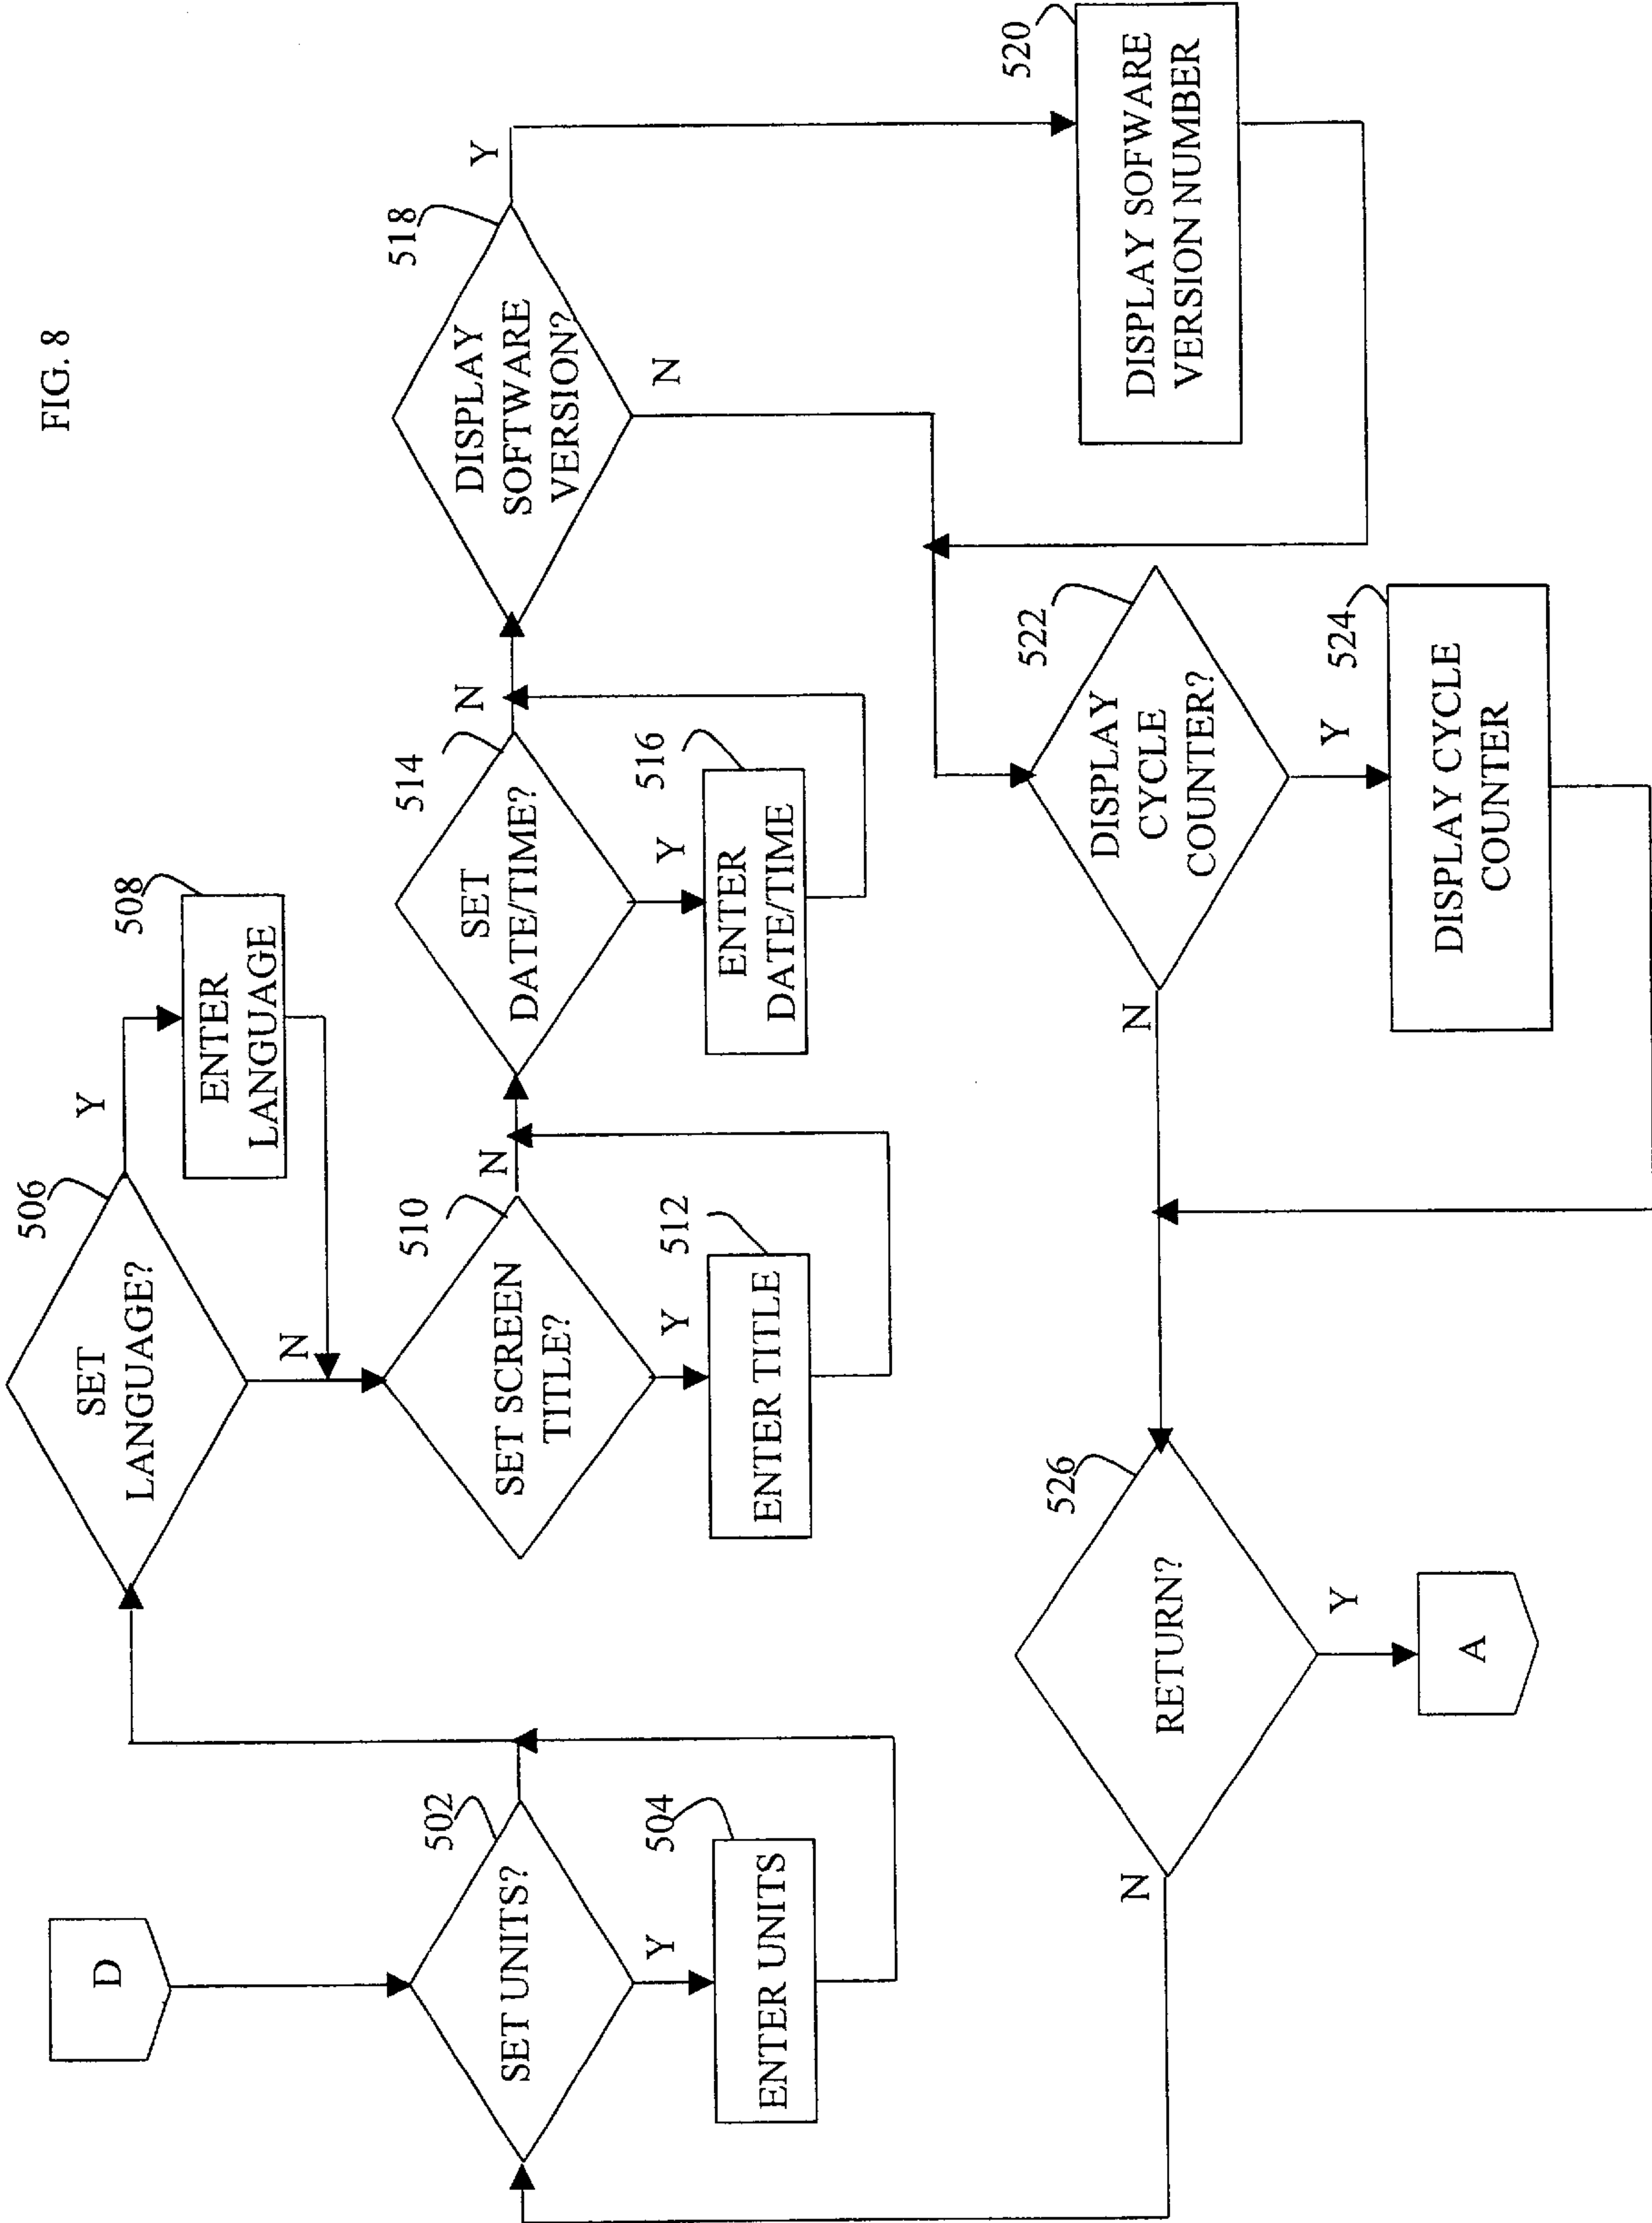 FIG. 8
D
502
SET UNITS?
Y
504
ENTER UNITS
506
SET
LANGUAGE?
Y
508
ENTER
LANGUAGE
N
510
SET SCREEN
TITLE?
N
Y
512
ENTER TITLE
514
SET
DATE/TIME?
N
Y
516
ENTER
DATE/TIME
518
DISPLAY
SOFTWARE
VERSION?
Y
N
520
DISPLAY SOFWARE
VERSION NUMBER
522
DISPLAY
CYCLE
COUNTER?
N
Y
524
DISPLAY CYCLE
COUNTER
526
RETURN?
N
Y
A